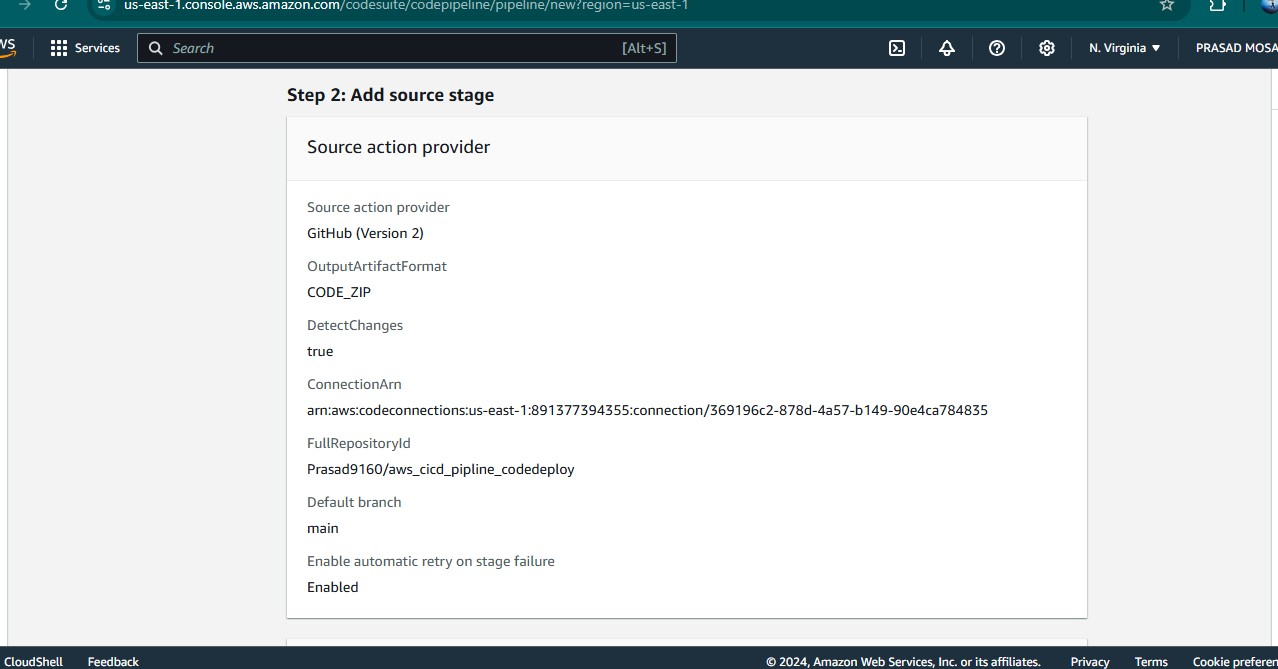 us-east-1.console.aws.amazon.com/codesuite/codepipeline/pipeline/new?region=us-east-1
Services
Search
[Alt+S]
N. Virginia ▼
PRASAD MOSA
Step 2: Add source stage
Source action provider
Source action provider
GitHub (Version 2)
OutputArtifactFormat
CODE_ZIP
DetectChanges
true
ConnectionArn
arn:aws:codeconnections:us-east-1:891377394355:connection/369196c2-878d-4a57-b149-90e4ca784835
FullRepositoryId
Prasad9160/aws_cicd_pipline_codedeploy
Default branch
main
Enable automatic retry on stage failure
Enabled
CloudShell
Feedback
© 2024, Amazon Web Services, Inc. or its affiliates.
Privacy
Terms
Cookie preferen